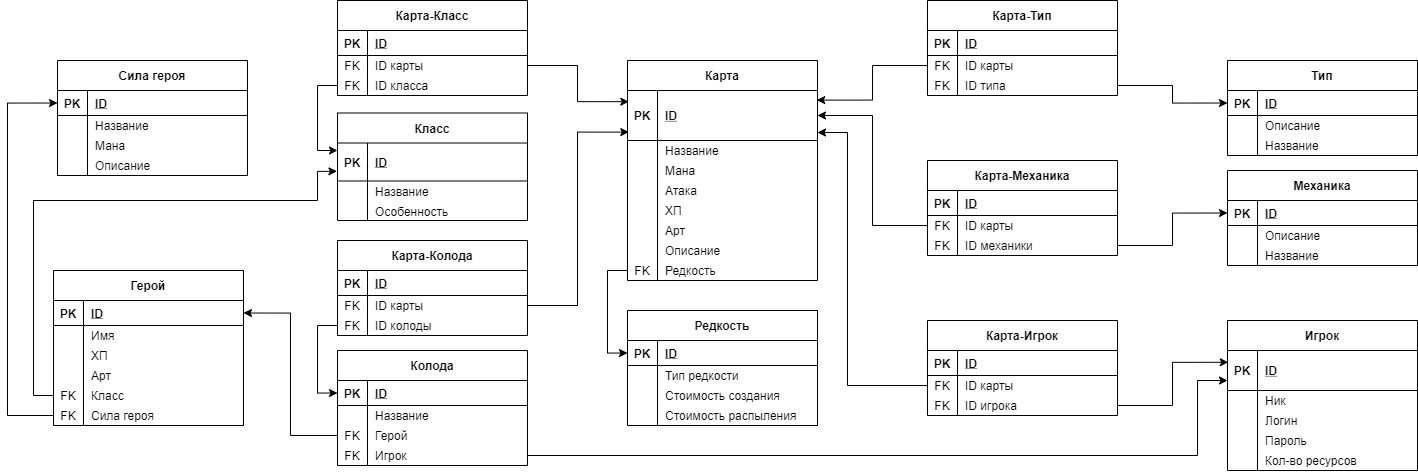 Сила героя
PK ID
Название
Мана
Описание
Герой
PK ID
Имя
ХП
Арт
FK Класс
FK Сила героя
Карта-Класс
PK ID
FK ID карты
FK ID класса
Класс
PK ID
Название
Особенность
Карта-Колода
PK ID
FK ID карты
FK ID колоды
Колода
PK ID
Название
FK Герой
FK Игрок
Карта
PK ID
Название
Мана
Атака
ХП
Арт
Описание
FK Редкость
Редкость
PK ID
Тип редкости
Стоимость создания
Стоимость распыления
Карта-Тип
PK ID
FK ID карты
FK ID типа
Карта-Механика
PK ID
FK ID карты
FK ID механики
Карта-Игрок
PK ID
FK ID карты
FK ID игрока
Тип
PK ID
Описание
Название
Механика
PK ID
Описание
Название
Игрок
PK ID
Ник
Логин
Пароль
Кол-во ресурсов